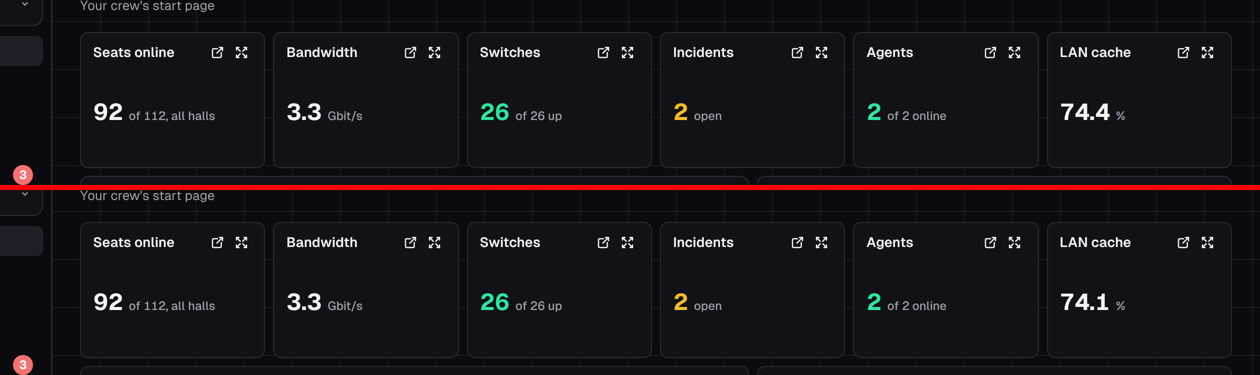 Your crew's start page
Seats online
Bandwidth
Switches
Incidents
Agents
LAN cache
92 of 112, all halls
3.3 Gbit/s
26 of 26 up
2 open
2 of 2 online
74.4 %
3
Your crew's start page
Seats online
Bandwidth
Switches
Incidents
Agents
LAN cache
92 of 112, all halls
3.3 Gbit/s
26 of 26 up
2 open
2 of 2 online
74.1 %
3